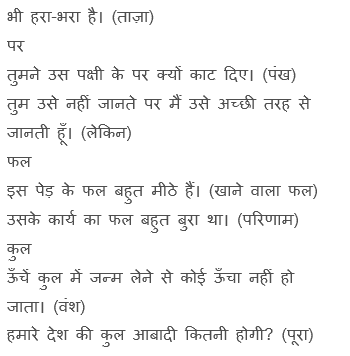 भी हरा-भरा है। (ताज़ा)
पर
तुमने उस पक्षी के पर क्यों काट दिए। (पंख)
तुम उसे नहीं जानते पर मैं उसे अच्छी तरह से
जानती हूँ। (लेकिन)
फल
इस पेड़ के फल बहुत मीठे हैं। (खाने वाला फल)
उसके कार्य का फल बहुत बुरा था। (परिणाम)
कुल
ऊँचें कुल में जन्म लेने से कोई ऊँचा नहीं हो
जाता। (वंश)
हमारे देश की कुल आबादी कितनी होगी? (पूरा)